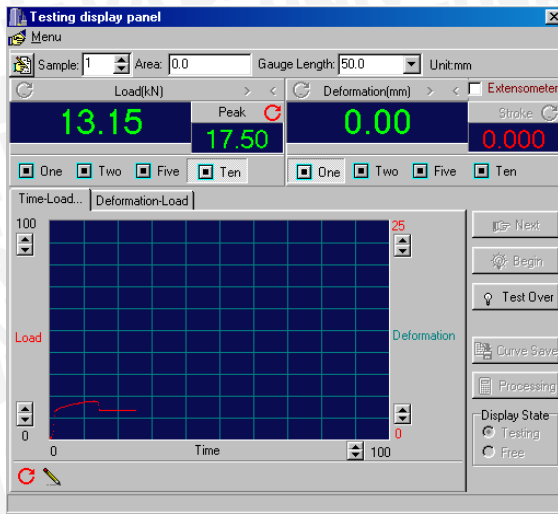 Testing display panel
Menu
Sample: 1 Area: 0.0 Gauge Length: 50.0 Unit:mm
Load(kN) > < Deformation(mm) > < Extensometer
13.15 Peak 17.50 0.00 Stroke 0.000
One Two Five Ten One Two Five Ten
Time-Load... Deformation-Load
100 25
Next
Begin
Test Over
Load Deformation
Curve Save
Processing
Display State
Testing
Free
0 0
0 Time 100